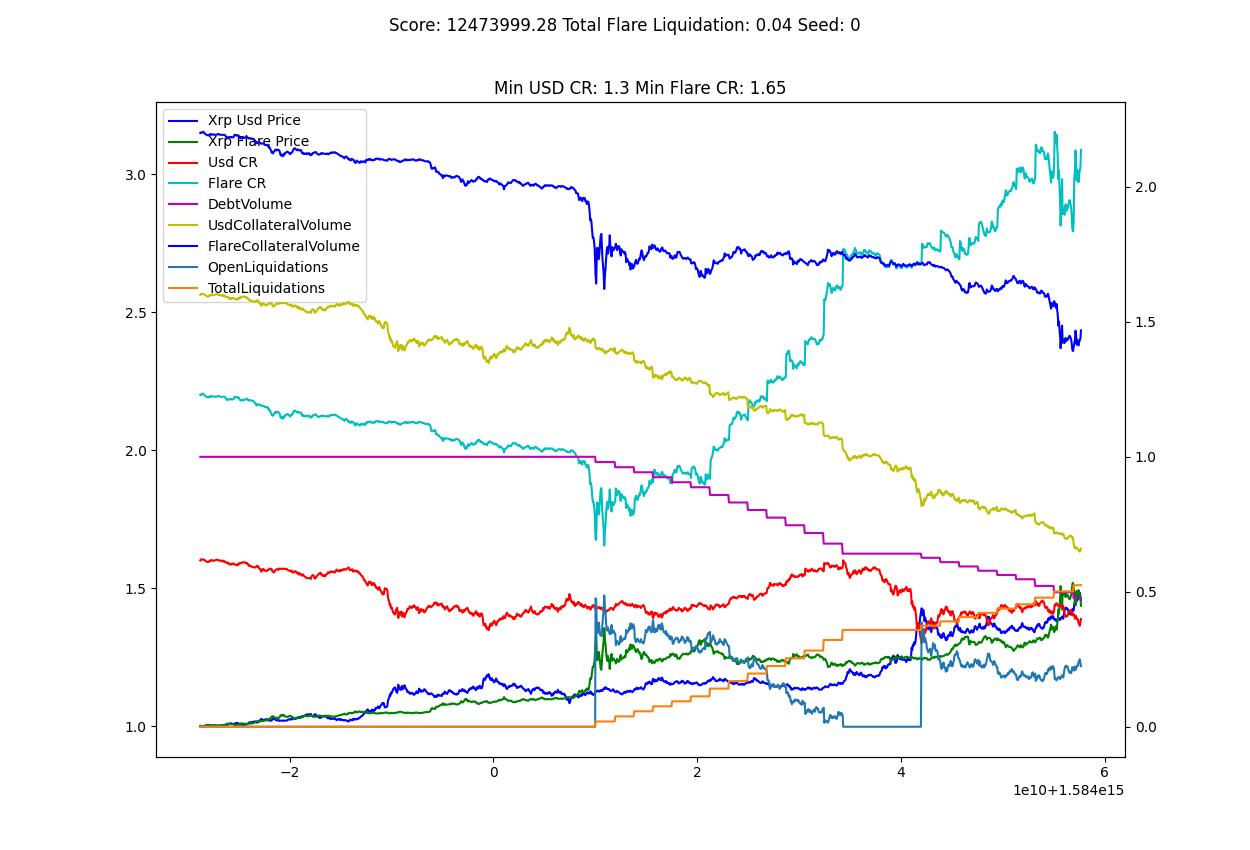 Score: 12473999.28 Total Flare Liquidation: 0.04 Seed: 0
Min USD CR: 1.3 Min Flare CR: 1.65
Xrp Usd Price
Xrp Flare Price
Usd CR
Flare CR
DebtVolume
UsdCollateralVolume
FlareCollateralVolume
OpenLiquidations
TotalLiquidations
3.0
2.5
2.0
1.5
1.0
2.0
1.5
1.0
0.5
0.0
−2 0 2 4 6
1e10+1.584e15